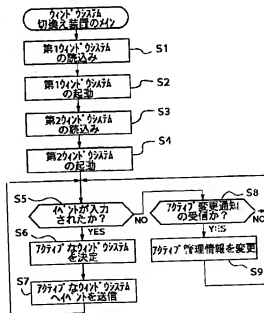 ウィンドウシステム
切換え装置のメイン
第1ウィンドウシステム
の読込み
S1
第1ウィンドウシステム
の起動
S2
第2ウィンドウシステム
の読込み
S3
第2ウィンドウシステム
の起動
S4
S5
イベントが入力
されたか?
NO
YES
S8
アクティブ変更通知
の受信か?
NO
YES
S6
アクティブなウィンドウシステム
を決定
アクティブ管理情報を変更
S9
S7
アクティブなウィンドウシステム
へイベントを送信